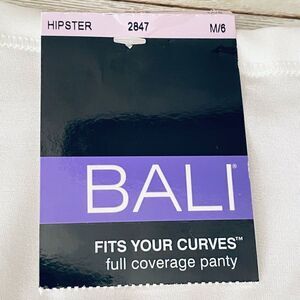 HIPSTER 2847 M/6
BALI®
FITS YOUR CURVES™
full coverage panty